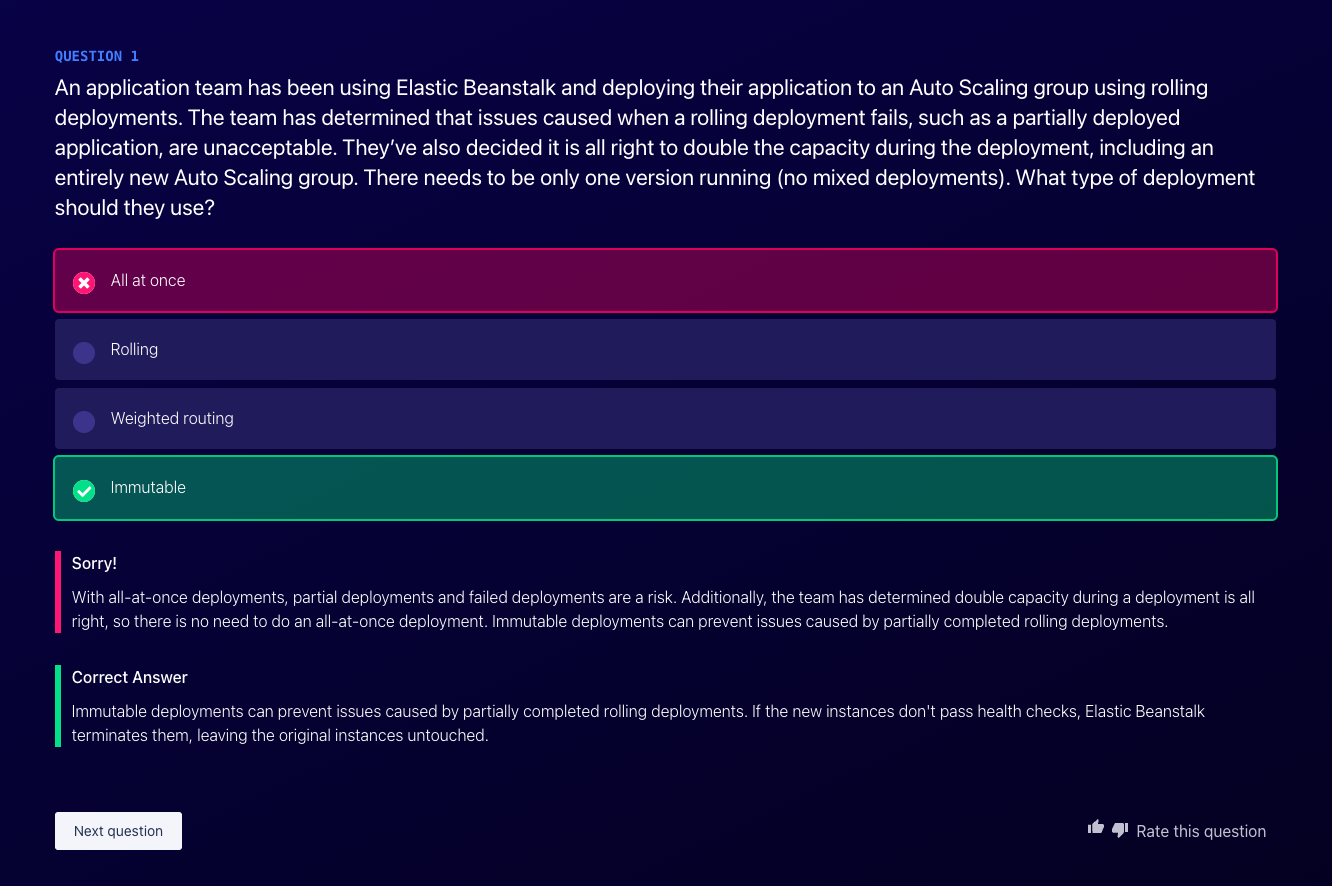 QUESTION 1
An application team has been using Elastic Beanstalk and deploying their application to an Auto Scaling group using rolling
deployments. The team has determined that issues caused when a rolling deployment fails, such as a partially deployed
application, are unacceptable. They’ve also decided it is all right to double the capacity during the deployment, including an
entirely new Auto Scaling group. There needs to be only one version running (no mixed deployments). What type of deployment
should they use?
All at once
Rolling
Weighted routing
Immutable
Sorry!
With all-at-once deployments, partial deployments and failed deployments are a risk. Additionally, the team has determined double capacity during a deployment is all
right, so there is no need to do an all-at-once deployment. Immutable deployments can prevent issues caused by partially completed rolling deployments.
Correct Answer
Immutable deployments can prevent issues caused by partially completed rolling deployments. If the new instances don't pass health checks, Elastic Beanstalk
terminates them, leaving the original instances untouched.
Next question
Rate this question